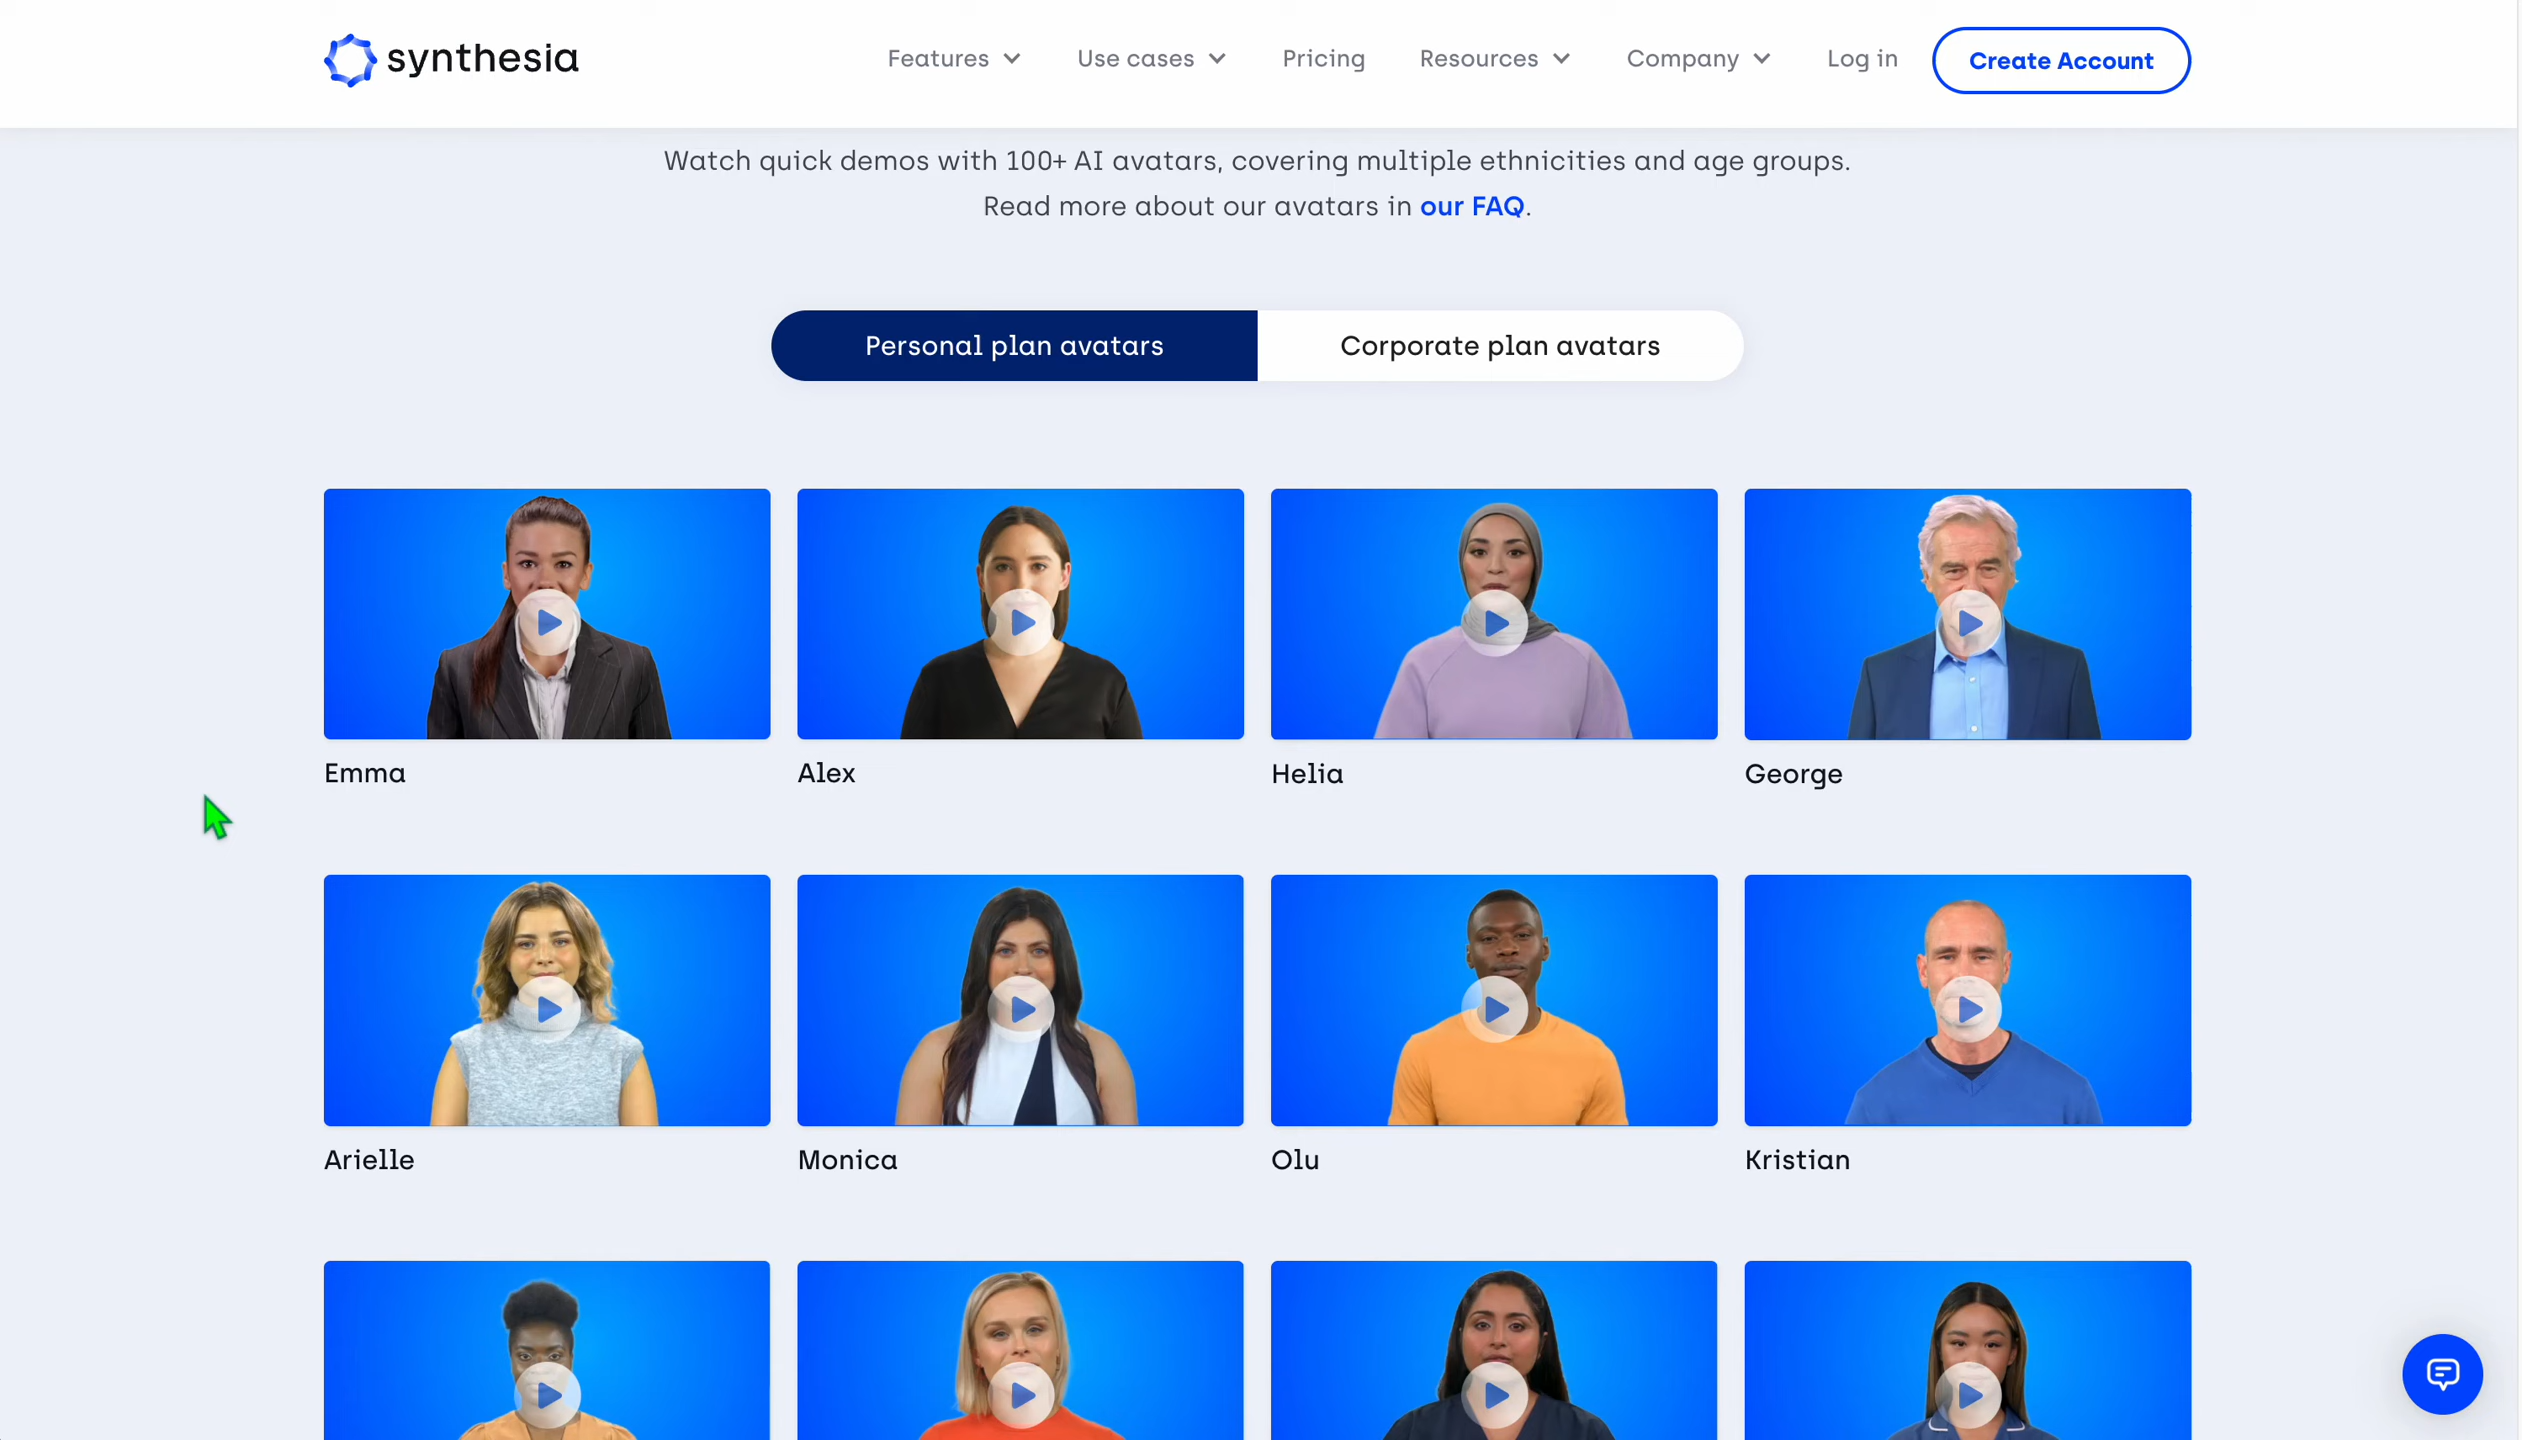 synthesia
Features
Use cases
Pricing
Resources
Company
Log in
Create Account
Watch quick demos with 100+ AI avatars, covering multiple ethnicities and age groups.
Read more about our avatars in our FAQ.
Personal plan avatars
Corporate plan avatars
Emma
Alex
Helia
George
Arielle
Monica
Olu
Kristian